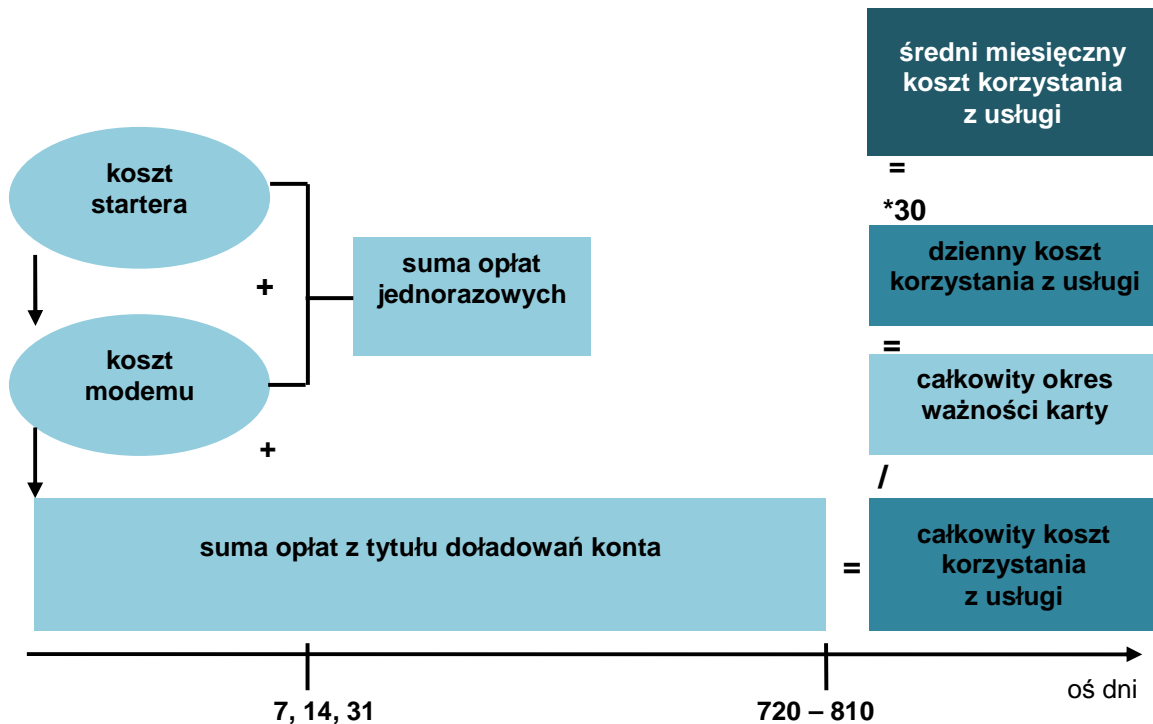 średni miesięczny
koszt korzystania
z usługi
=
*30
koszt
startera
+
suma opłat
jednorazowych
dzienny koszt
korzystania z usługi
=
koszt
modemu
+
całkowity okres
ważności karty
/
suma opłat z tytułu doładowań konta
=
całkowity koszt
korzystania
z usługi
oś dni
7, 14, 31
720 – 810